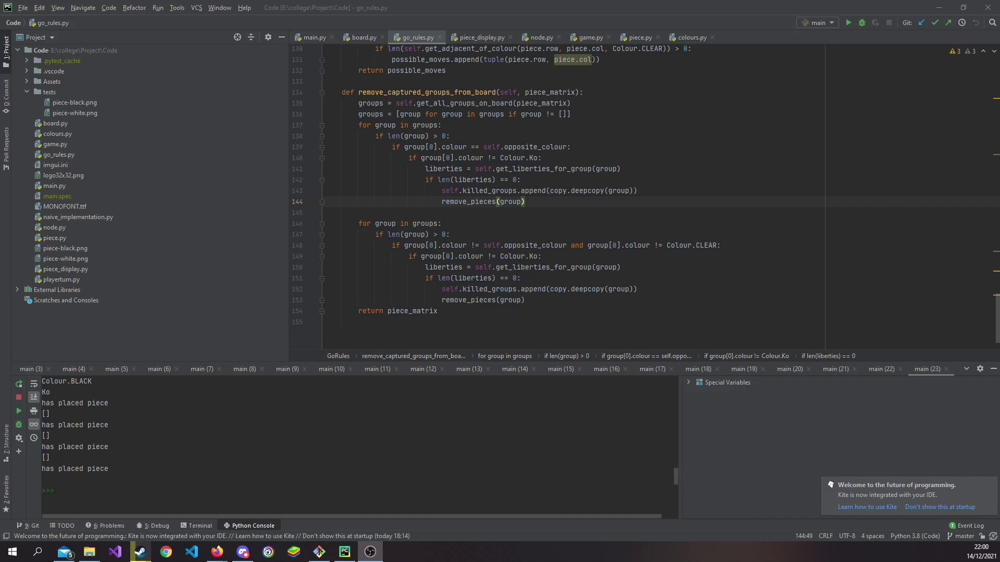 File Edit View Navigate Code Refactor Run Tools VCS Window Help Code [E:\college\Project\Code] - go_rules.py
Code go_rules.py main Git:
Project main.py board.py go_rules.py piece_display.py node.py game.py piece.py colours.py
Code E:\college\Project\Code
.pytest_cache
.vscode
Assets
tests
piece-black.png
piece-white.png
board.py
colours.py
game.py
go_rules.py
imgui.ini
logo32x32.png
main.py
main.spec
MONOFONT.ttf
naive_implementation.py
node.py
piece.py
piece-black.png
piece-white.png
piece_display.py
playerturn.py
External Libraries
Scratches and Consoles
1: Project
0: Commit
Pull Requests
7: Structure
2: Favorites
3 3
130 if len(self.get_adjacent_of_colour(piece.row, piece.col, Colour.CLEAR)) > 0:
131 possible_moves.append(tuple(piece.row, piece.col))
132 return possible_moves
133
134 def remove_captured_groups_from_board(self, piece_matrix):
135 groups = self.get_all_groups_on_board(piece_matrix)
136 groups = [group for group in groups if group != []]
137 for group in groups:
138 if len(group) > 0:
139 if group[0].colour == self.opposite_colour:
140 if group[0].colour != Colour.Ko:
141 liberties = self.get_liberties_for_group(group)
142 if len(liberties) == 0:
143 self.killed_groups.append(copy.deepcopy(group))
144 remove_pieces(group)
145
146 for group in groups:
147 if len(group) > 0:
148 if group[0].colour != self.opposite_colour and group[0].colour != Colour.CLEAR:
149 if group[0].colour != Colour.Ko:
150 liberties = self.get_liberties_for_group(group)
151 if len(liberties) == 0:
152 self.killed_groups.append(copy.deepcopy(group))
153 remove_pieces(group)
154 return piece_matrix
155
GoRules remove_captured_groups_from_boa... for group in groups if len(group) > 0 if group[0].colour == self.oppo... if group[0].colour != Colour.Ko if len(liberties) == 0
main (3) main (4) main (5) main (6) main (7) main (8) main (9) main (10) main (11) main (12) main (13) main (14) main (15) main (16) main (17) main (18) main (19) main (20) main (21) main (22) main (23)
Colour.BLACK
Ko
has placed piece
[]
has placed piece
[]
has placed piece
[]
has placed piece
>>>
Special Variables
Welcome to the future of programming.
Kite is now integrated with your IDE.
Learn how to use Kite Don't show this at startup
9: Git TODO 6: Problems 5: Debug Terminal Python Console 1 Event Log
Welcome to the future of programming.: Kite is now integrated with your IDE. // Learn how to use Kite // Don't show this at startup (today 18:14) 144:49 CRLF UTF-8 4 spaces Python 3.8 (Code) master
5
22:00
14/12/2021